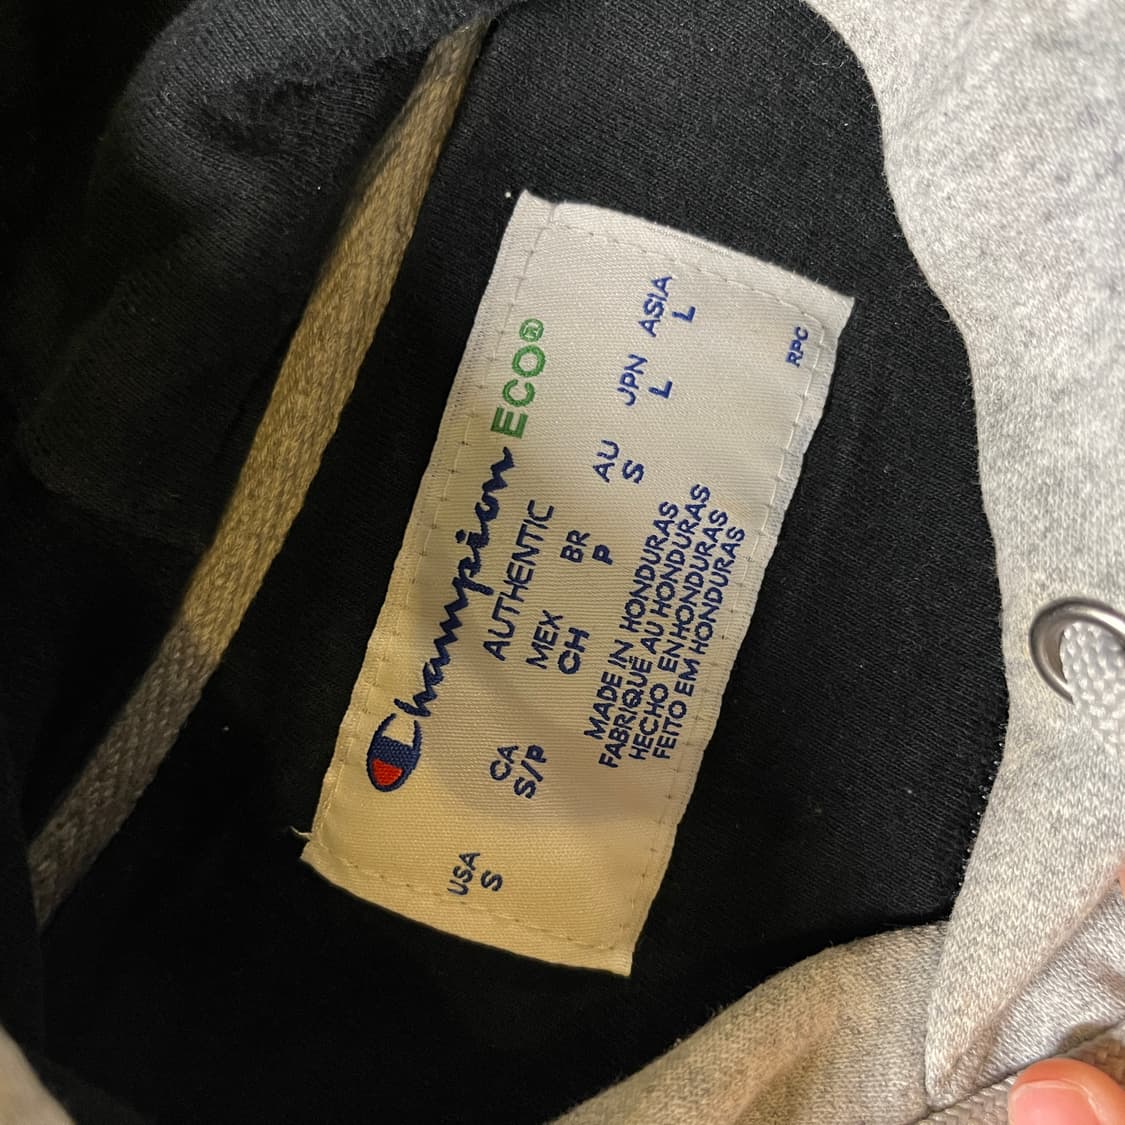 Champion ECO®
AUTHENTIC
USA CA MEX BR AU JPN ASIA
S S/P CH P S L L
MADE IN HONDURAS
FABRIQUÉ AU HONDURAS
HECHO EN HONDURAS
FEITO EM HONDURAS
RPC